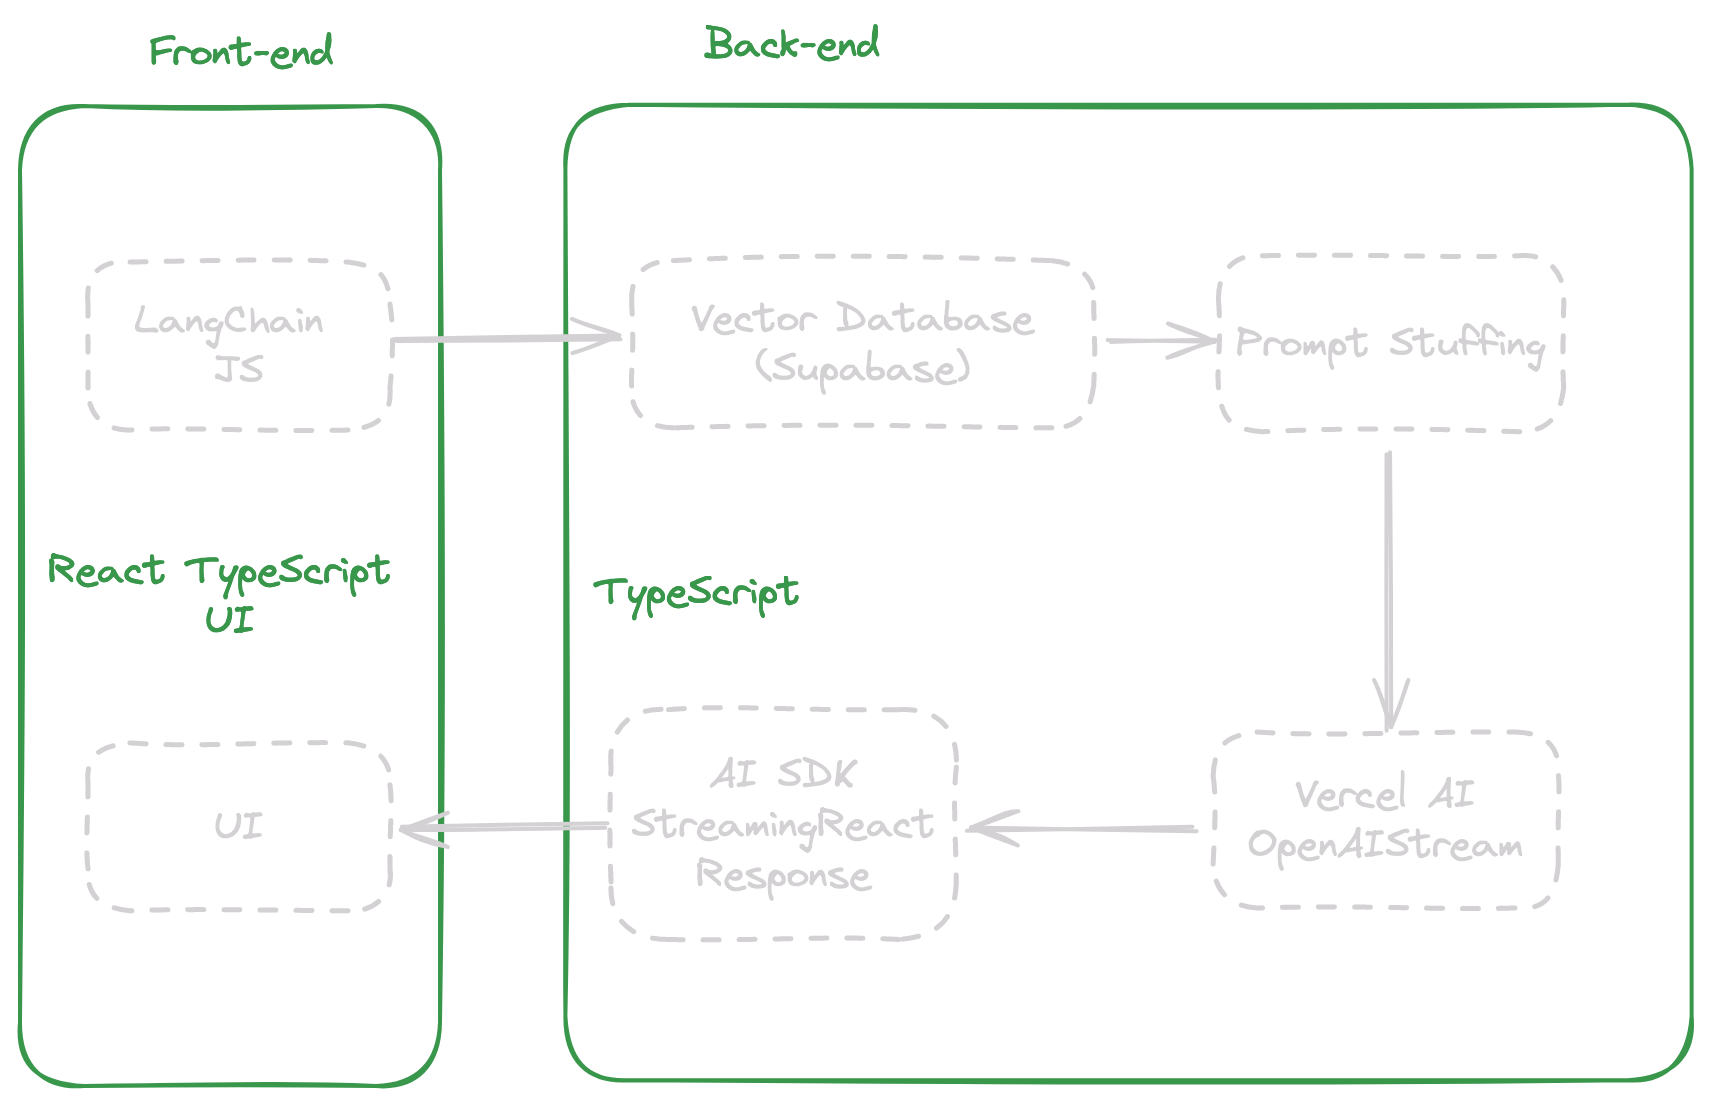 Front-end
Back-end
LangChain
JS
Vector Database
(Supabase)
Prompt Stuffing
React TypeScript
UI
TypeScript
UI
AI SDK
StreamingReact
Response
Vercel AI
OpenAIStream